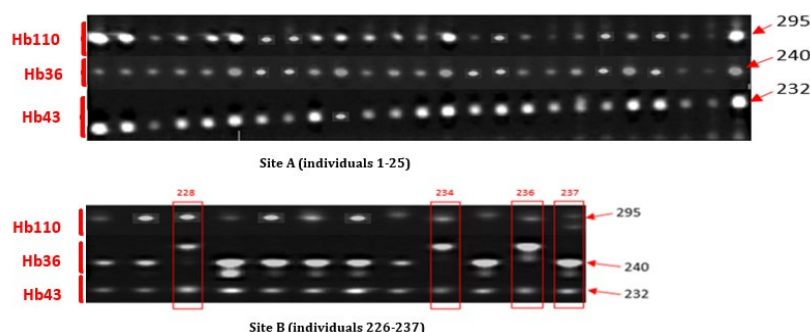 Hb110
295
Hb36
240
Hb43
232
Site A (individuals 1-25)
228 234 236 237
Hb110
295
Hb36
240
Hb43
232
Site B (individuals 226-237)